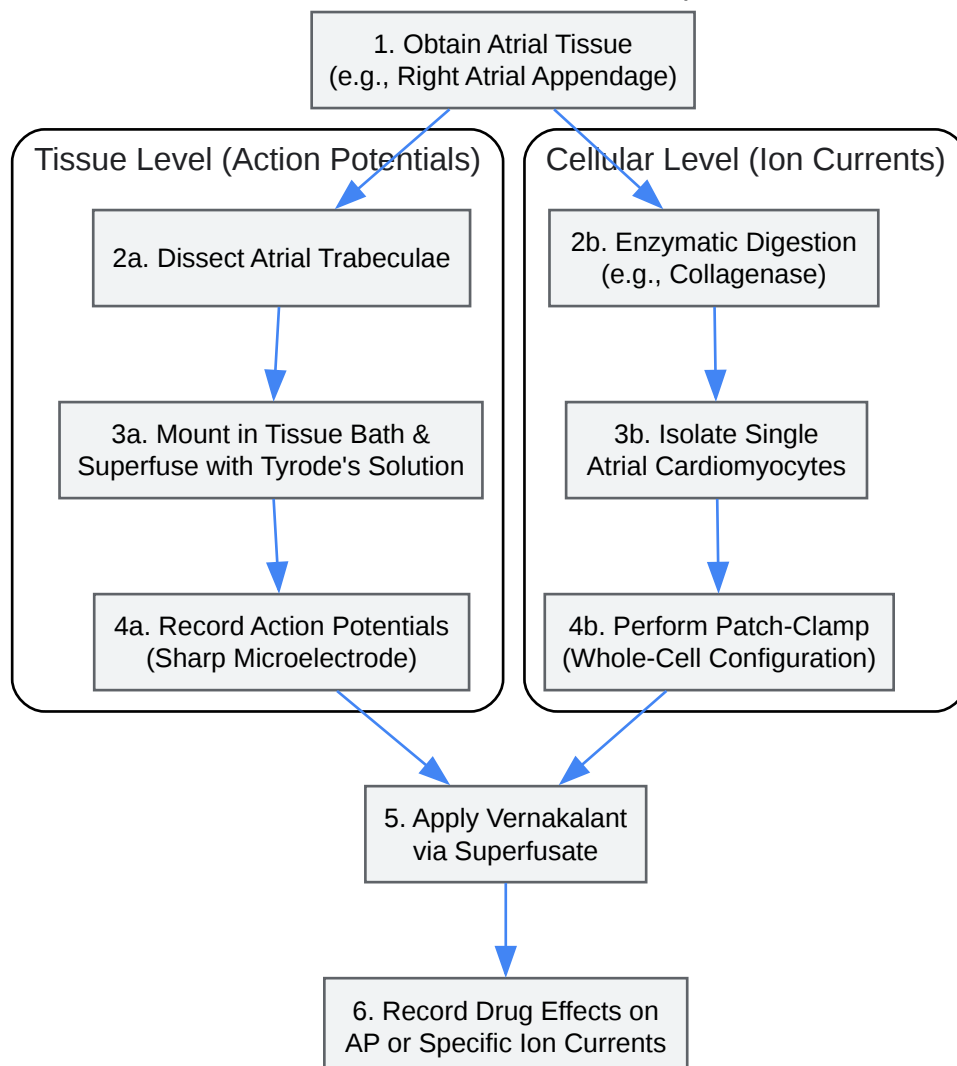 1. Obtain Atrial Tissue
(e.g., Right Atrial Appendage)
Tissue Level (Action Potentials)
Cellular Level (Ion Currents)
2a. Dissect Atrial Trabeculae
2b. Enzymatic Digestion
(e.g., Collagenase)
3a. Mount in Tissue Bath &
Superfuse with Tyrode's Solution
3b. Isolate Single
Atrial Cardiomyocytes
4a. Record Action Potentials
(Sharp Microelectrode)
4b. Perform Patch-Clamp
(Whole-Cell Configuration)
5. Apply Vernakalant
via Superfusate
6. Record Drug Effects on
AP or Specific Ion Currents